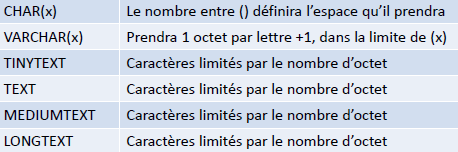 CHAR(x) Le nombre entre () définira l’espace qu’il prendra
VARCHAR(x) Prendra 1 octet par lettre +1, dans la limite de (x)
TINYTEXT Caractères limités par le nombre d’octet
TEXT Caractères limités par le nombre d’octet
MEDIUMTEXT Caractères limités par le nombre d’octet
LONGTEXT Caractères limités par le nombre d’octet